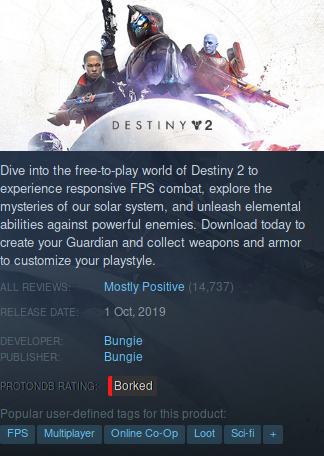 DESTINY 2
Dive into the free-to-play world of Destiny 2 to
experience responsive FPS combat, explore the
mysteries of our solar system, and unleash elemental
abilities against powerful enemies. Download today to
create your Guardian and collect weapons and armor
to customize your playstyle.
ALL REVIEWS: Mostly Positive (14,737)
RELEASE DATE: 1 Oct, 2019
DEVELOPER: Bungie
PUBLISHER: Bungie
PROTONDB RATING: Borked
Popular user-defined tags for this product:
FPS Multiplayer Online Co-Op Loot Sci-fi +